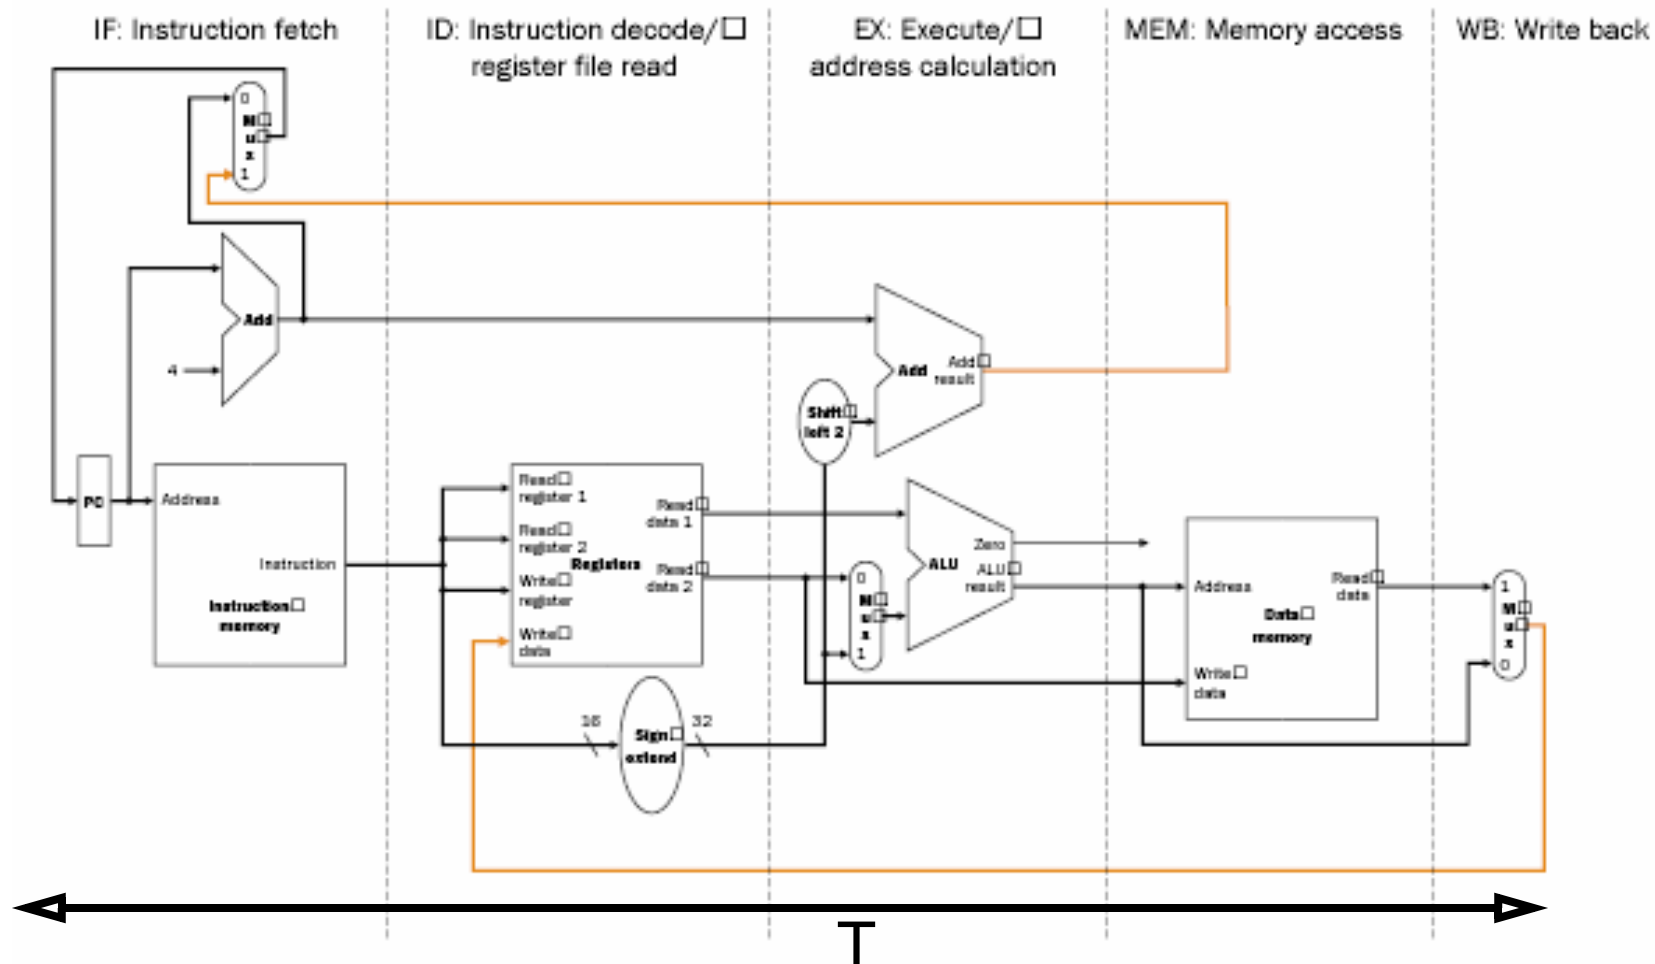 IF: Instruction fetch
ID: Instruction decode/□
register file read
EX: Execute/□
address calculation
MEM: Memory access
WB: Write back
0
M□
u□
x
1
Add
4
PC
Address
Instruction
Instruction□
memory
Read□
register 1
Read□
register 2
Write□
register
Write□
data
Registers
Read□
data 1
Read□
data 2
16
Sign□
extend
32
Shift□
left 2
Add
Add□
result
0
M□
u□
x
1
ALU
Zero
ALU□
result
Address
Write□
data
Data□
memory
Read□
data
1
M□
u□
x
0
T